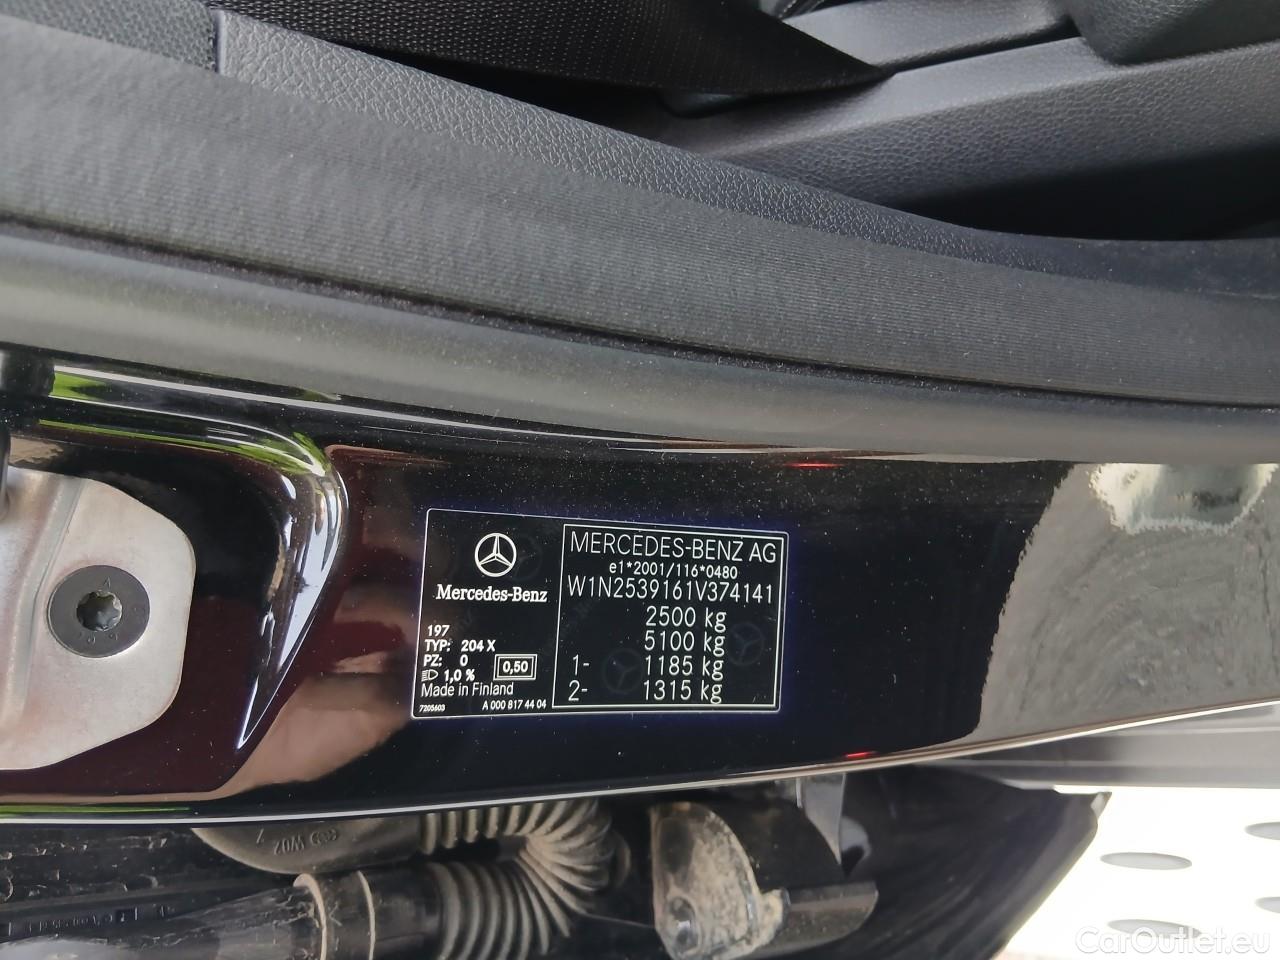 Mercedes-Benz
197
TYP: 204 X
PZ: 0
1,0 %
0,50
Made in Finland
7205603
A 000 817 44 04
MERCEDES-BENZ AG
e1*2001/116*0480
W1N2539161V374141
2500 kg
5100 kg
1- 1185 kg
2- 1315 kg
CarOutlet.eu